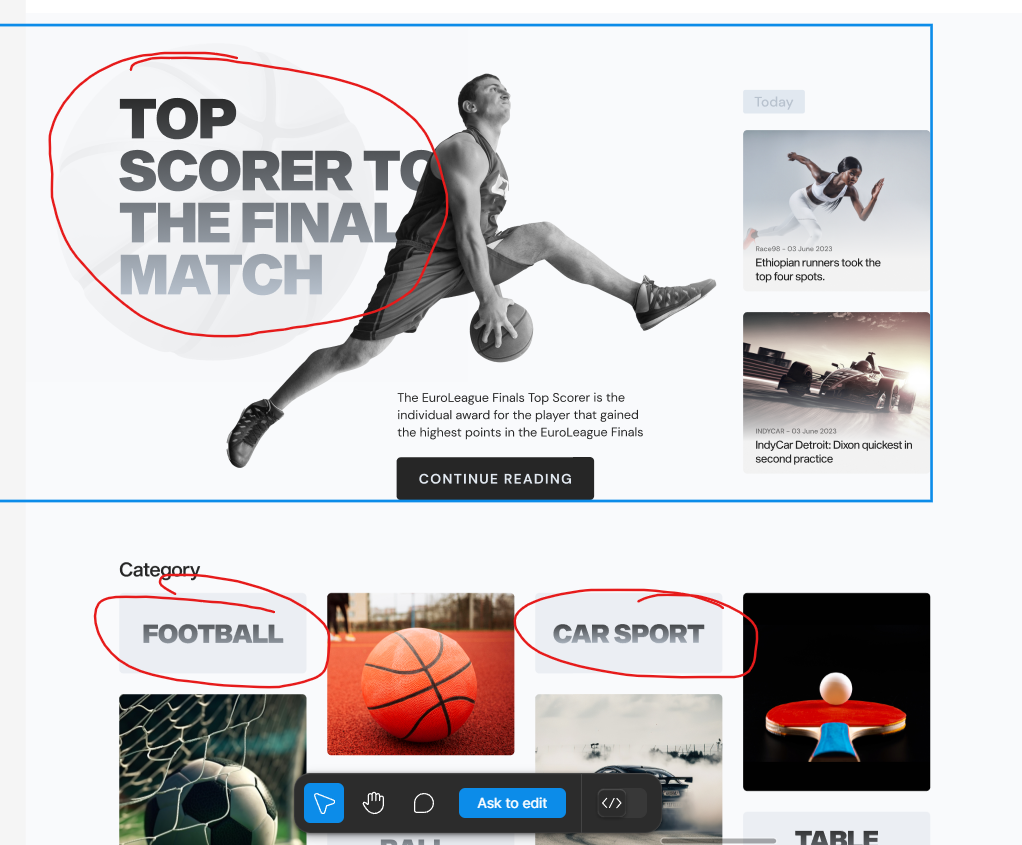 TOP
SCORER TO
THE FINAL
MATCH
Today
Race98 - 03 June 2023
Ethiopian runners took the
top four spots.
INDYCAR - 03 June 2023
IndyCar Detroit: Dixon quickest in
second practice
The EuroLeague Finals Top Scorer is the
individual award for the player that gained
the highest points in the EuroLeague Finals
CONTINUE READING
Category
FOOTBALL
CAR SPORT
Ask to edit
</>
BALL
TABLE